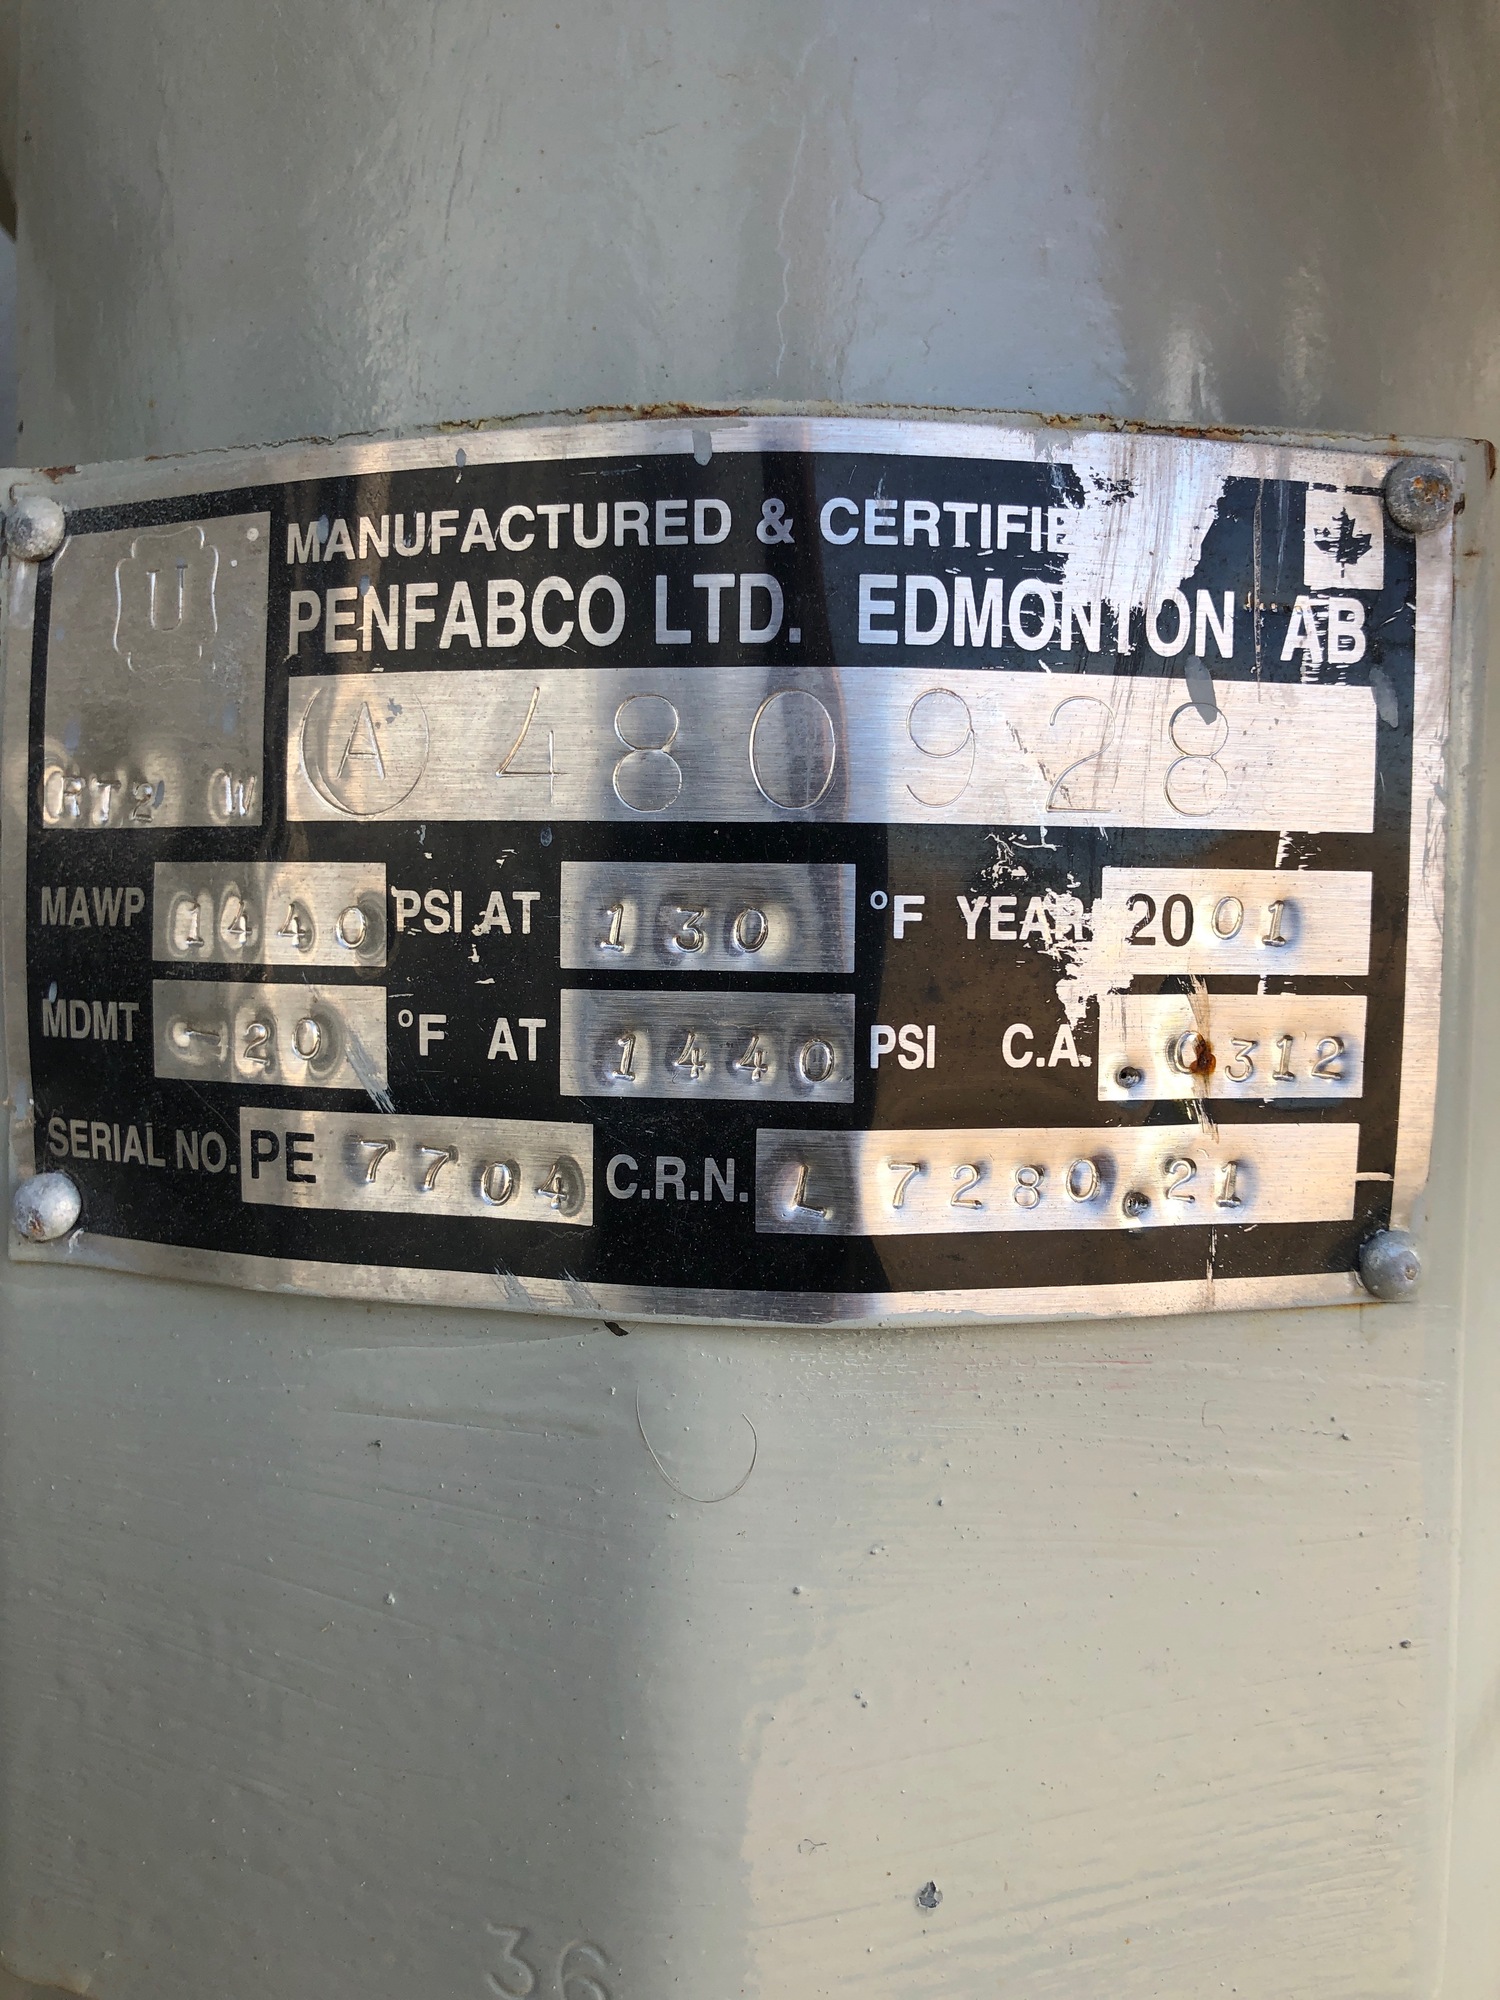 U
MANUFACTURED & CERTIFIE
PENFABCO LTD. EDMONTON AB
RT2 W
A 480928
MAWP 1440 PSI AT 130 °F YEAR 2001
MDMT -20 °F AT 1440 PSI C.A. .0312
SERIAL NO. PE 7704 C.R.N. L 7280.21
36